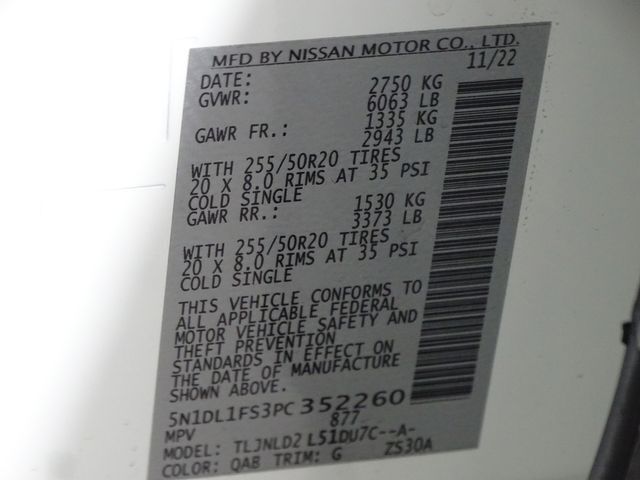 MFD BY NISSAN MOTOR CO., LTD.
DATE: 11/22
GVWR: 2750 KG
6063 LB
GAWR FR.: 1335 KG
2943 LB
WITH 255/50R20 TIRES
20 X 8.0 RIMS AT 35 PSI
COLD SINGLE
GAWR RR.: 1530 KG
3373 LB
WITH 255/50R20 TIRES
20 X 8.0 RIMS AT 35 PSI
COLD SINGLE
THIS VEHICLE CONFORMS TO
ALL APPLICABLE FEDERAL
MOTOR VEHICLE SAFETY AND
THEFT PREVENTION
STANDARDS IN EFFECT ON
THE DATE OF MANUFACTURE
SHOWN ABOVE.
5N1DL1FS3PC352260
MPV 877
MODEL: TLJNLD2 L51DU7C--A-
COLOR: QAB TRIM: G ZS30A